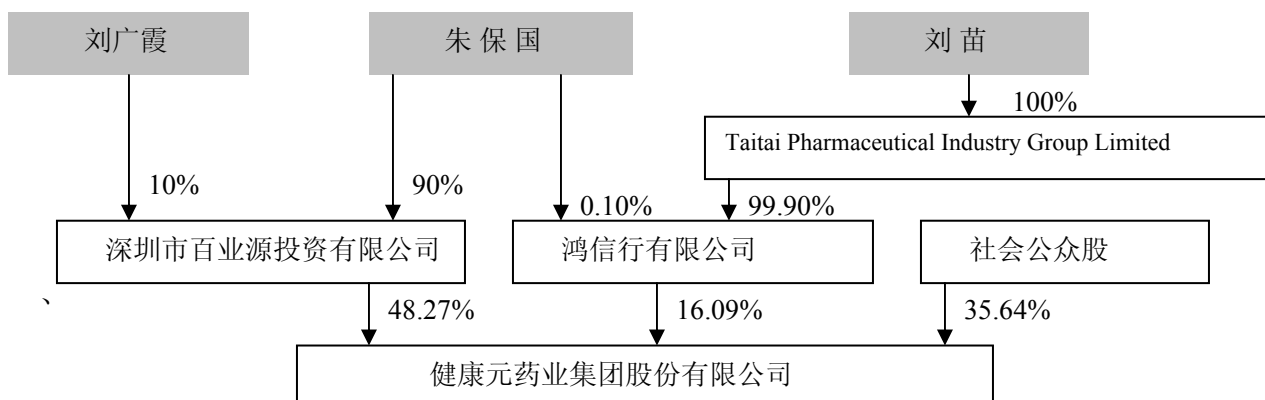 刘广霞
朱 保 国
刘 苗
100%
Taitai Pharmaceutical Industry Group Limited
10%
90%
0.10%
99.90%
深圳市百业源投资有限公司
鸿信行有限公司
社会公众股
、
48.27%
16.09%
35.64%
健康元药业集团股份有限公司